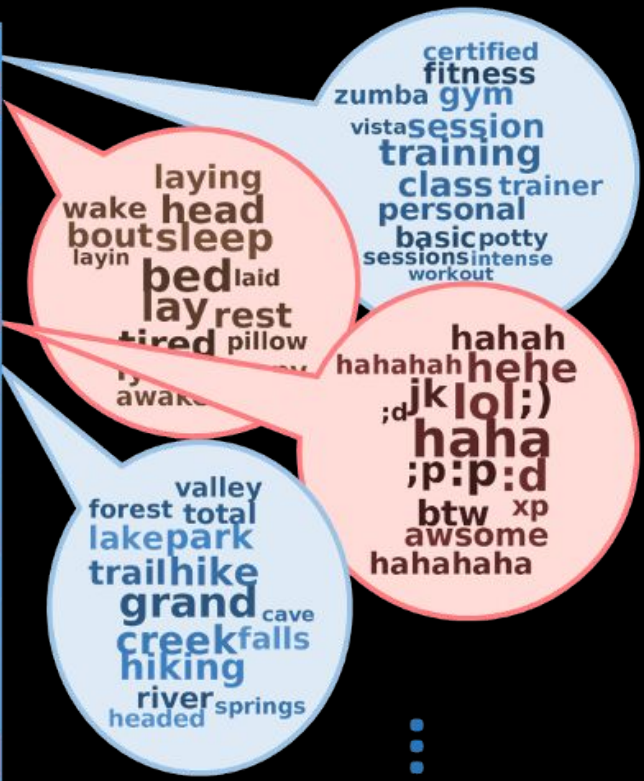 certified
fitness
zumba gym
vista session
training
class trainer
personal
basic potty
sessions intense
workout
laying
wake head
bout sleep
layin
bed laid
lay rest
tired pillow
awake
hahah
hahahah hehe
jk lol ;)
;d
haha
;p :p :d
btw xp
awsome
hahahaha
valley
forest total
lake park
trail hike
grand cave
creek falls
hiking
river springs
headed